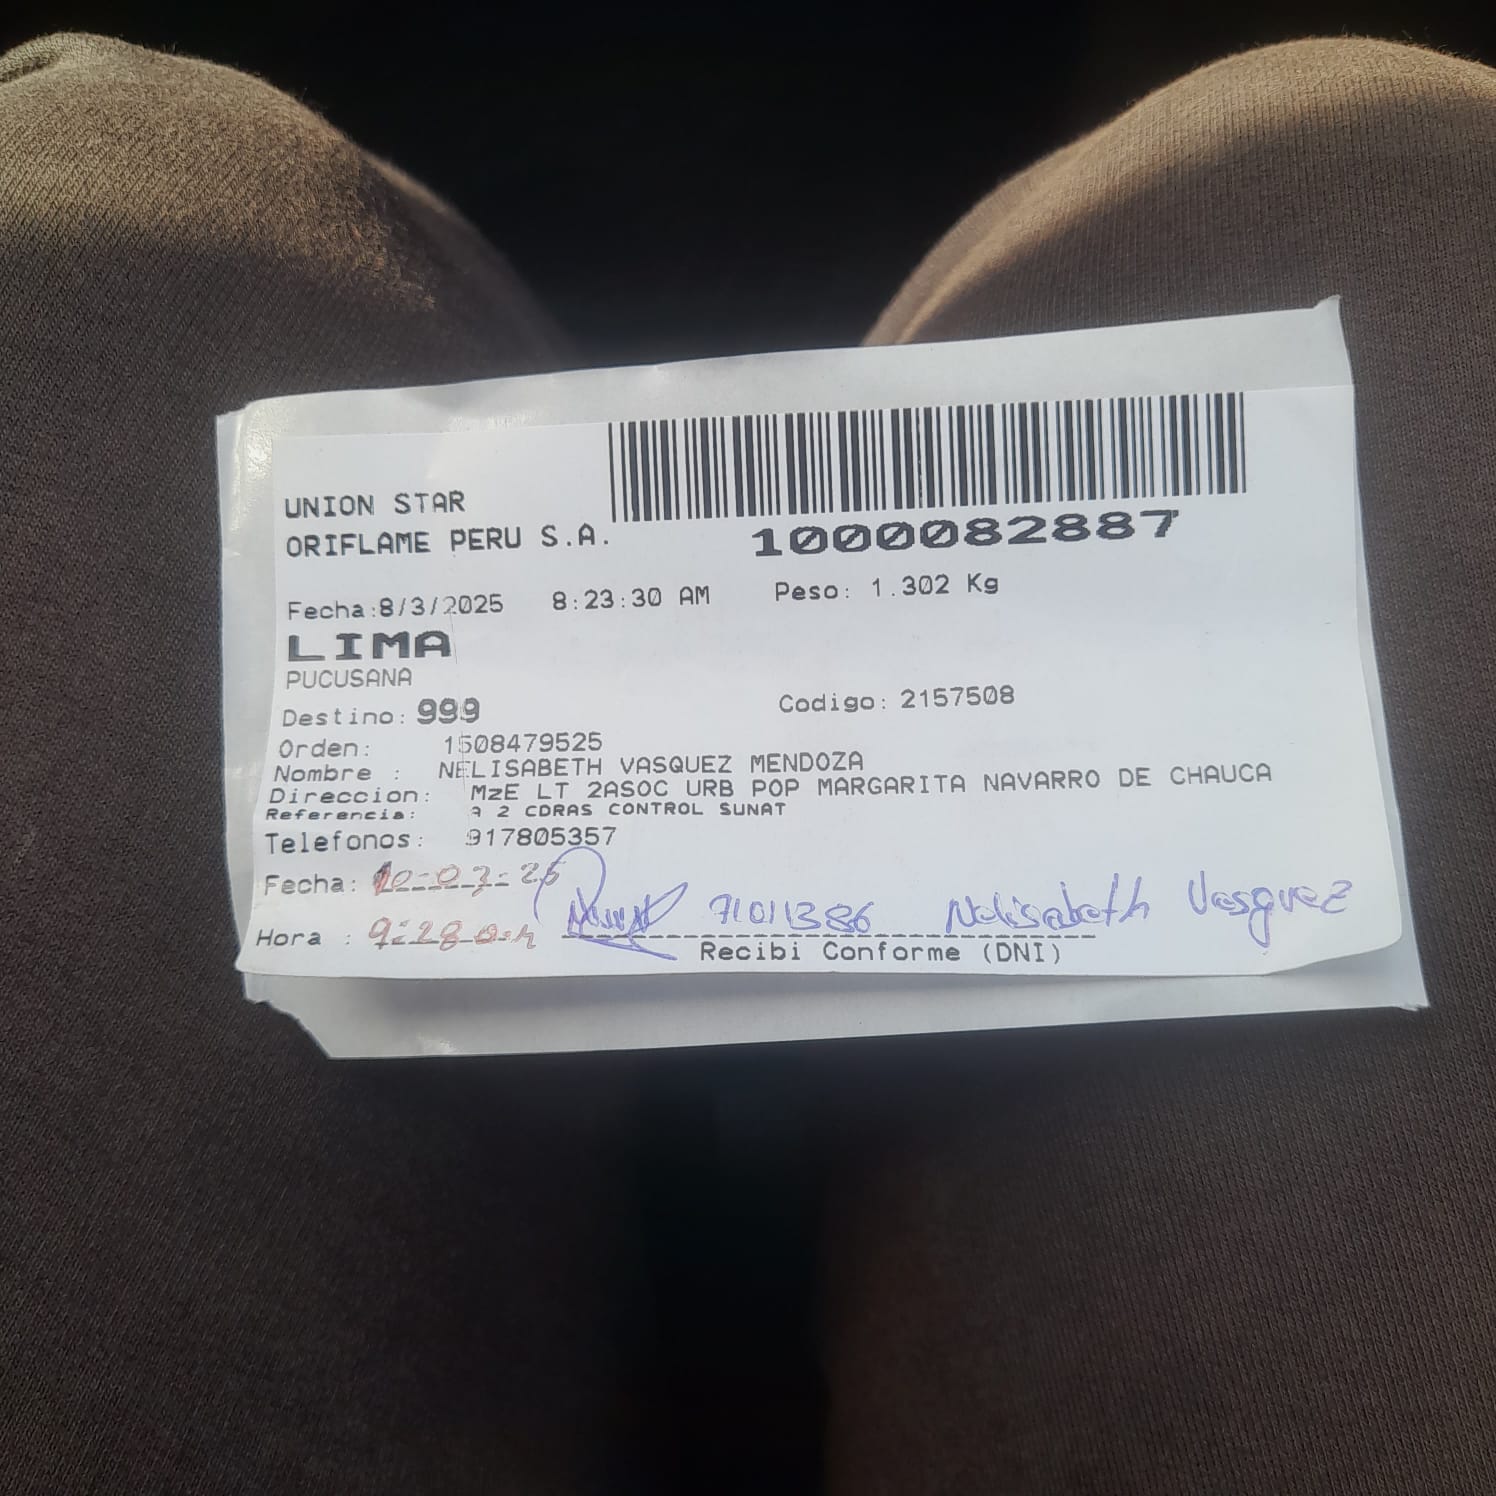 UNION STAR
ORIFLAME PERU S.A.
1000082887
Fecha:8/3/2025 8:23:30 AM Peso: 1.302 Kg
LIMA
PUCUSANA
Destino: 999 Codigo: 2157508
Orden: 1508479525
Nombre : NELISABETH VASQUEZ MENDOZA
Direccion: MzE LT 2ASOC URB POP MARGARITA NAVARRO DE CHAUCA
Referencia: A 2 CDRAS CONTROL SUNAT
Telefonos: 917805357
Fecha: 10-03-25
Hora : 9:28 71011386 Nelisabeth Vasquez
Recibi Conforme (DNI)